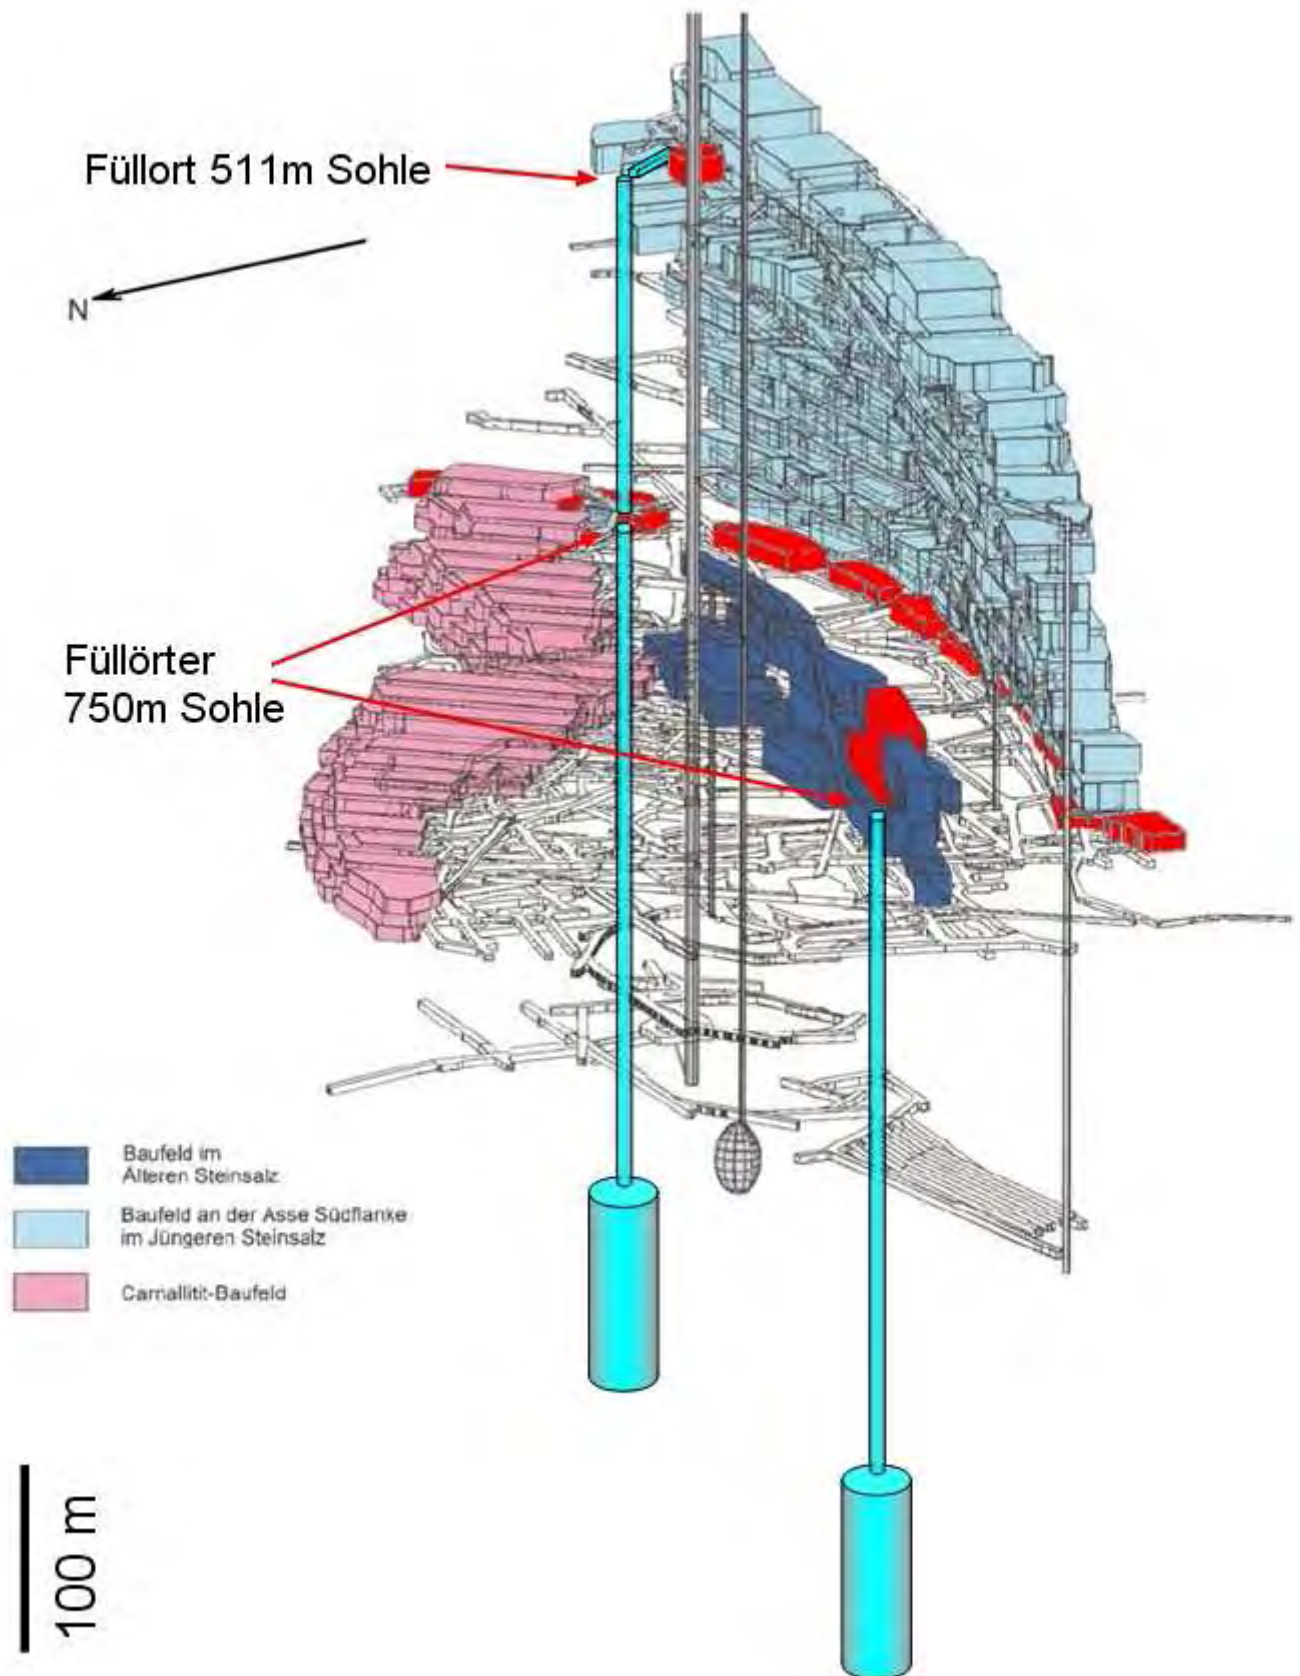 Füllort 511m Sohle
N
Füllörter
750m Sohle
Baufeld im
Älteren Steinsalz
Baufeld an der Asse Südflanke
im Jüngeren Steinsalz
Carnallitit-Baufeld
100 m